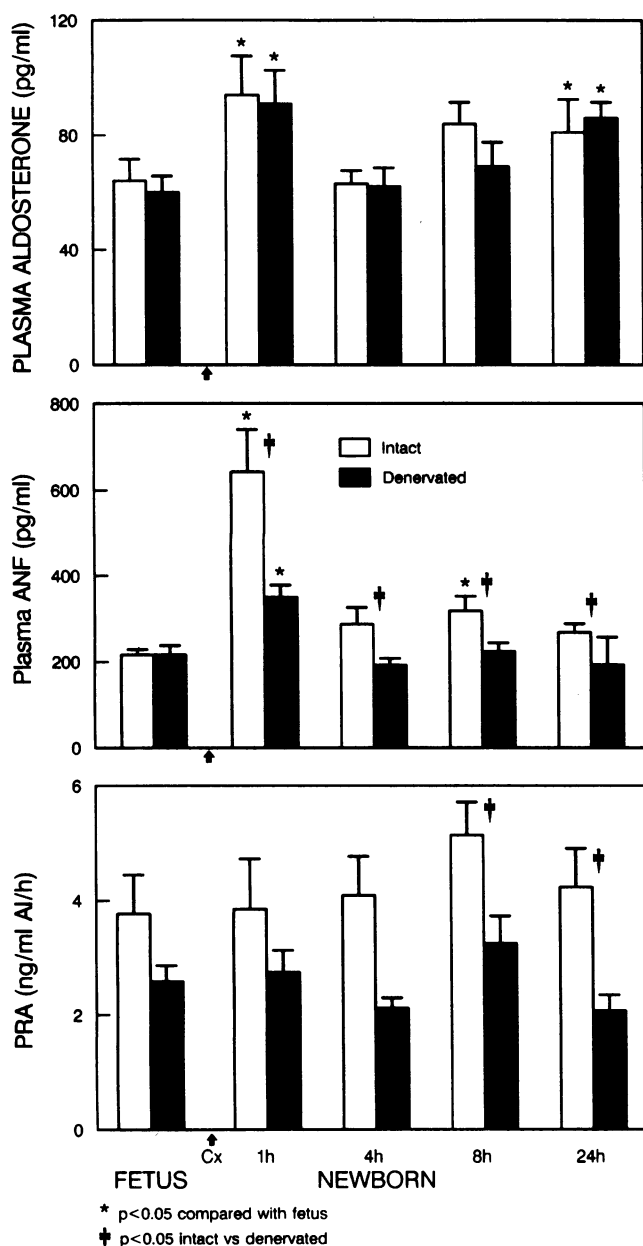 PLASMA ALDOSTERONE (pg/ml)
120
80
40
0
* * * *
Plasma ANF (pg/ml)
800
600
400
200
0
* ‡
Intact
Denervated
* ‡ * ‡ ‡
PRA (ng/ml AI/h)
6
4
2
0
‡ ‡
Cx 1h 4h 8h 24h
FETUS NEWBORN
* p<0.05 compared with fetus
‡ p<0.05 intact vs denervated